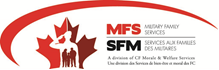 MFS MILITARY FAMILY
SERVICES
SFM SERVICES AUX FAMILLES
DES MILITAIRES
A division of CF Morale & Welfare Services
Une division des Services de bien-être et moral des FC